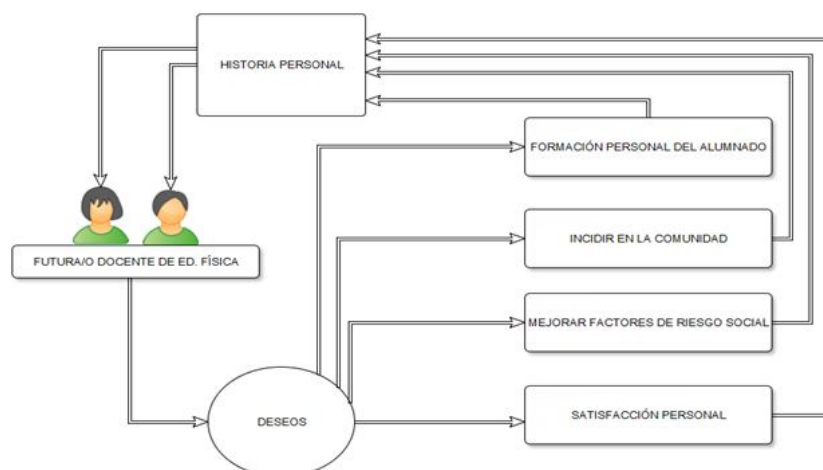 HISTORIA PERSONAL
FORMACIÓN PERSONAL DEL ALUMNADO
INCIDIR EN LA COMUNIDAD
FUTURA/O DOCENTE DE ED. FÍSICA
MEJORAR FACTORES DE RIESGO SOCIAL
DESEOS
SATISFACCIÓN PERSONAL